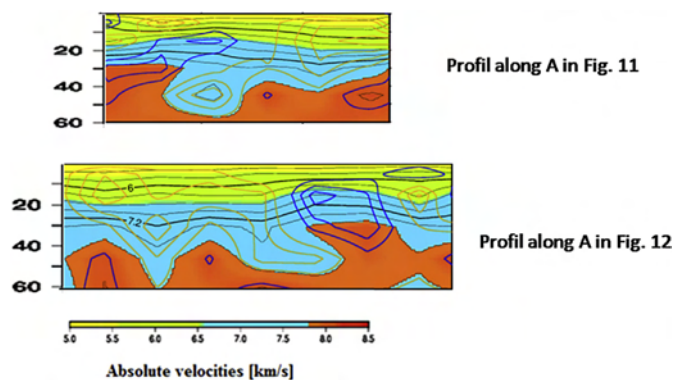 20
40
60
Profil along A in Fig. 11
6
7.2
20
40
60
Profil along A in Fig. 12
5.0 5.5 6.0 6.5 7.0 7.5 8.0 8.5
Absolute velocities [km/s]